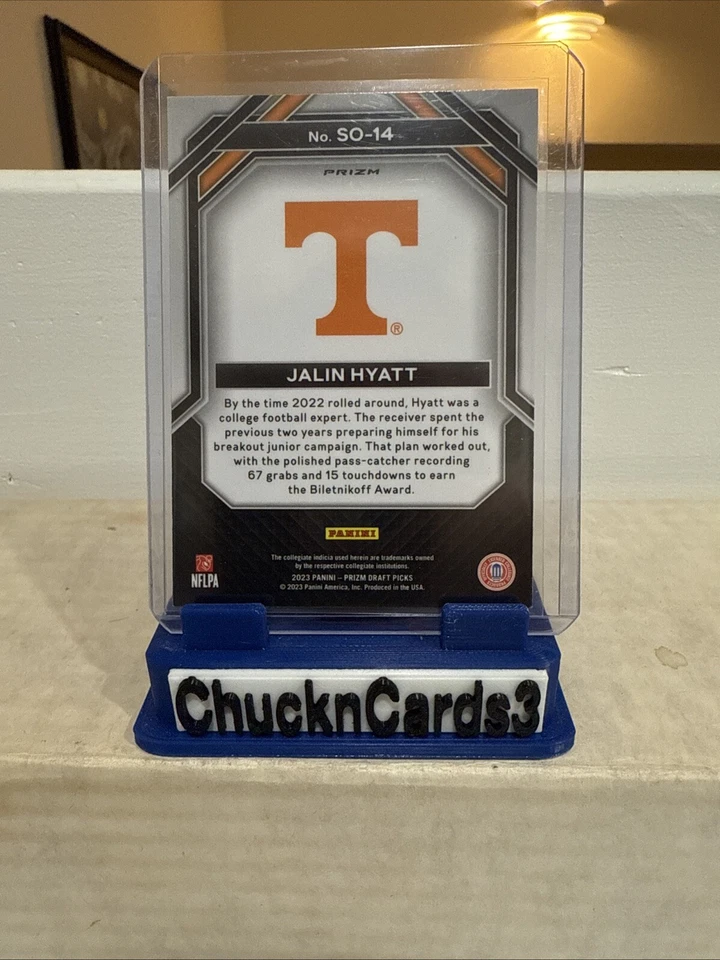 No. SO-14
PRIZM
T®
JALIN HYATT
By the time 2022 rolled around, Hyatt was a
college football expert. The receiver spent the
previous two years preparing himself for his
breakout junior campaign. That plan worked out,
with the polished pass-catcher recording
67 grabs and 15 touchdowns to earn
the Biletnikoff Award.
PANINI
The collegiate indicia used herein are trademarks owned
by the respective collegiate institutions.
2023 PANINI – PRIZM DRAFT PICKS
© 2023 Panini America, Inc. Produced in the USA.
NFLPA
ChucknCards3